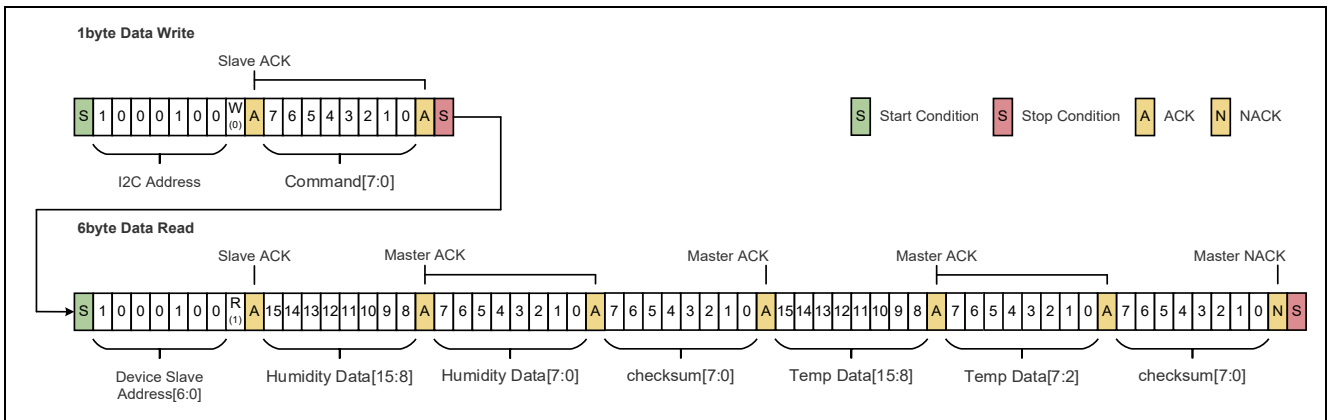 1byte Data Write
Slave ACK
S 1 0 0 0 1 0 0 W (0) A 7 6 5 4 3 2 1 0 A S
S Start Condition S Stop Condition A ACK N NACK
I2C Address Command[7:0]
6byte Data Read
Slave ACK Master ACK Master ACK Master ACK Master NACK
S 1 0 0 0 1 0 0 R (1) A 15 14 13 12 11 10 9 8 A 7 6 5 4 3 2 1 0 A 7 6 5 4 3 2 1 0 A 15 14 13 12 11 10 9 8 A 7 6 5 4 3 2 1 0 A 7 6 5 4 3 2 1 0 N S
Device Slave Humidity Data[15:8] Humidity Data[7:0] checksum[7:0] Temp Data[15:8] Temp Data[7:2] checksum[7:0]
Address[6:0]